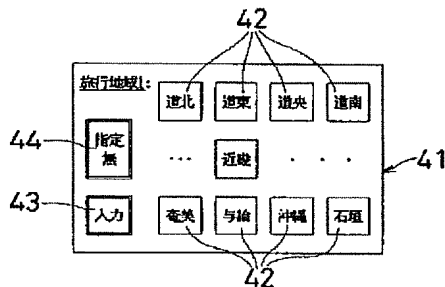 42
旅行地域1: 道北 道東 道央 道南
44 指定
無
... 近畿 ...
41
43 入力 奄美 与論 沖縄 石垣
42